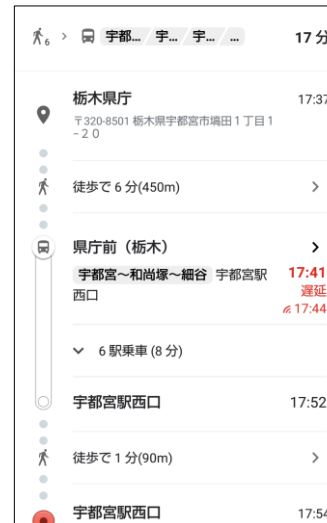 6 宇都... 宇... 宇... ... 17 分
栃木県庁 17:37
〒320-8501 栃木県宇都宮市塙田1丁目1
-20
徒歩で 6 分(450m)
県庁前（栃木）
宇都宮～和尚塚～細谷 宇都宮駅 17:41
西口 遅延
17:44
6 駅乗車 (8 分)
宇都宮駅西口 17:52
徒歩で 1 分(90m)
宇都宮駅西口 17:54